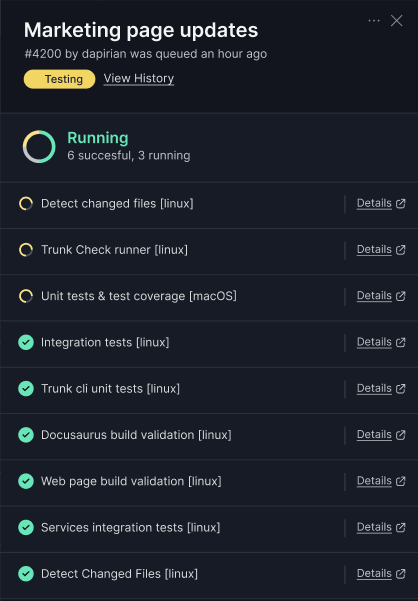 Marketing page updates
#4200 by dapirian was queued an hour ago
Testing View History
Running
6 succesful, 3 running
Detect changed files [linux] Details
Trunk Check runner [linux] Details
Unit tests & test coverage [macOS] Details
Integration tests [linux] Details
Trunk cli unit tests [linux] Details
Docusaurus build validation [linux] Details
Web page build validation [linux] Details
Services integration tests [linux] Details
Detect Changed Files [linux] Details